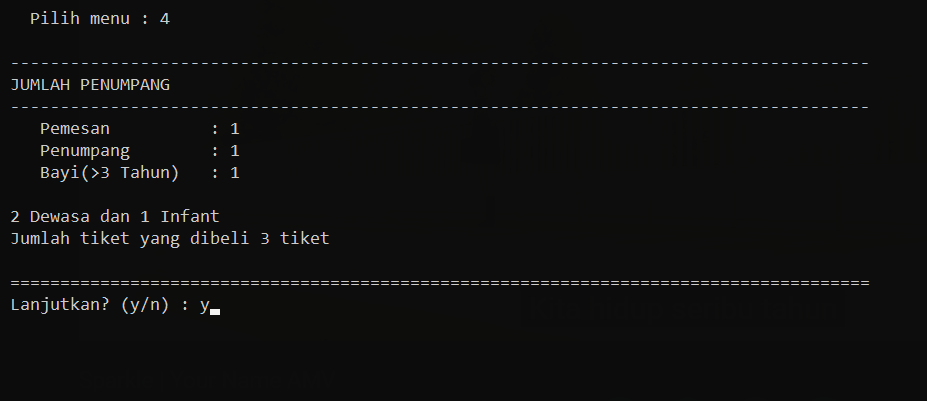 Pilih menu : 4
--------------------------------------------------------------------------------------
JUMLAH PENUMPANG
--------------------------------------------------------------------------------------
Pemesan : 1
Penumpang : 1
Bayi(>3 Tahun) : 1
2 Dewasa dan 1 Infant
Jumlah tiket yang dibeli 3 tiket
======================================================================================
Lanjutkan? (y/n) : y